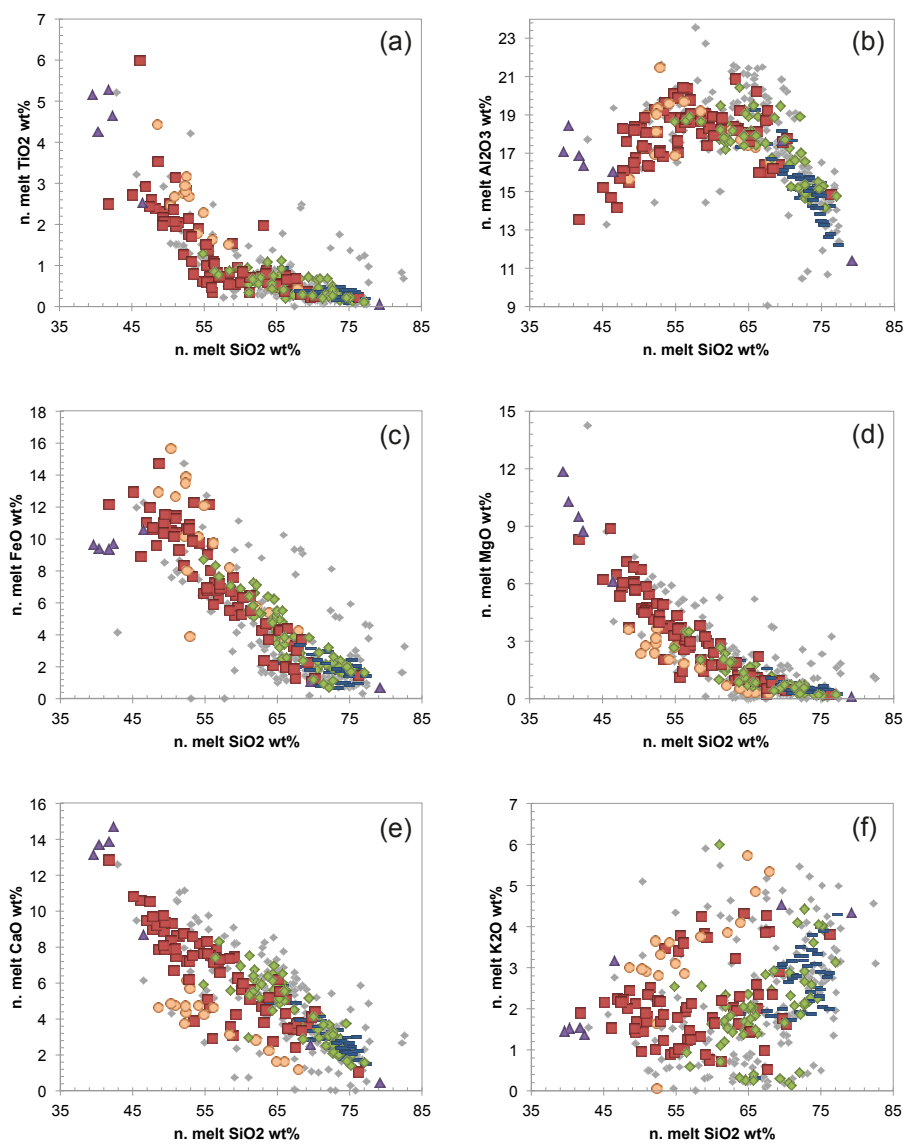 (a)
7
6
5
4
3
2
1
0
n. melt TiO2 wt%
35 45 55 65 75 85
n. melt SiO2 wt%
(b)
23
21
19
17
15
13
11
9
n. melt Al2O3 wt%
35 45 55 65 75 85
n. melt SiO2 wt%
(c)
18
16
14
12
10
8
6
4
2
0
n. melt FeO wt%
35 45 55 65 75 85
n. melt SiO2 wt%
(d)
15
12
9
6
3
0
n. melt MgO wt%
35 45 55 65 75 85
n. melt SiO2 wt%
(e)
16
14
12
10
8
6
4
2
0
n. melt CaO wt%
35 45 55 65 75 85
n. melt SiO2 wt%
(f)
7
6
5
4
3
2
1
0
n. melt K2O wt%
35 45 55 65 75 85
n. melt SiO2 wt%